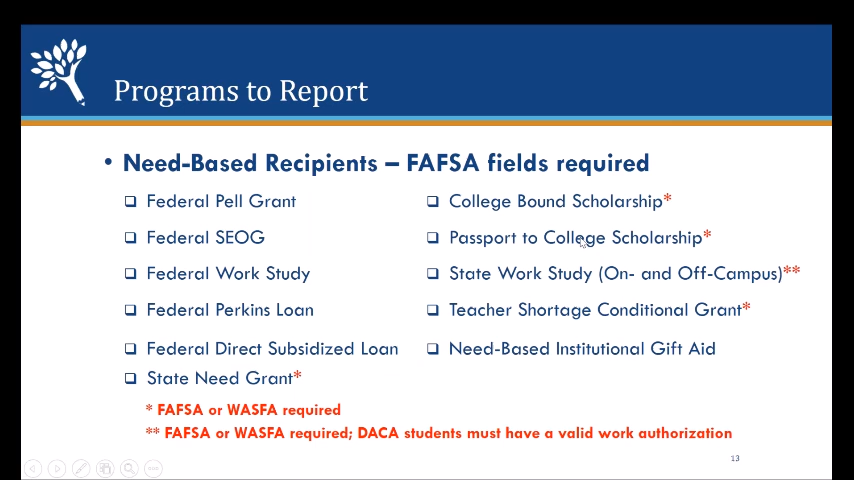 Programs to Report
• Need-Based Recipients – FAFSA fields required
❑ Federal Pell Grant
❑ Federal SEOG
❑ Federal Work Study
❑ Federal Perkins Loan
❑ Federal Direct Subsidized Loan
❑ State Need Grant*
❑ College Bound Scholarship*
❑ Passport to College Scholarship*
❑ State Work Study (On- and Off-Campus)**
❑ Teacher Shortage Conditional Grant*
❑ Need-Based Institutional Gift Aid
* FAFSA or WASFA required
** FAFSA or WASFA required; DACA students must have a valid work authorization
13